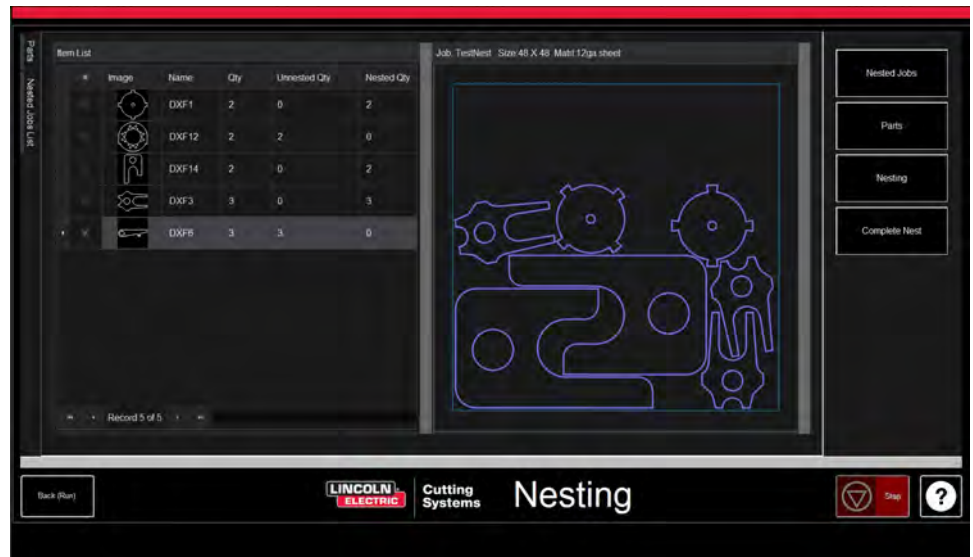 Parts
Nested Jobs List
Item List
× Image Name Qty Unnested Qty Nested Qty
DXF1 2 0 2
DXF12 2 2 0
DXF14 2 0 2
DXF3 3 0 3
DXF6 3 3 0
Record 5 of 5
Job: TestNest Size:48 X 48 Matrl:12ga sheet
Nested Jobs
Parts
Nesting
Complete Nest
Back (Run)
LINCOLN ELECTRIC
Cutting Systems
Nesting
Stop
?